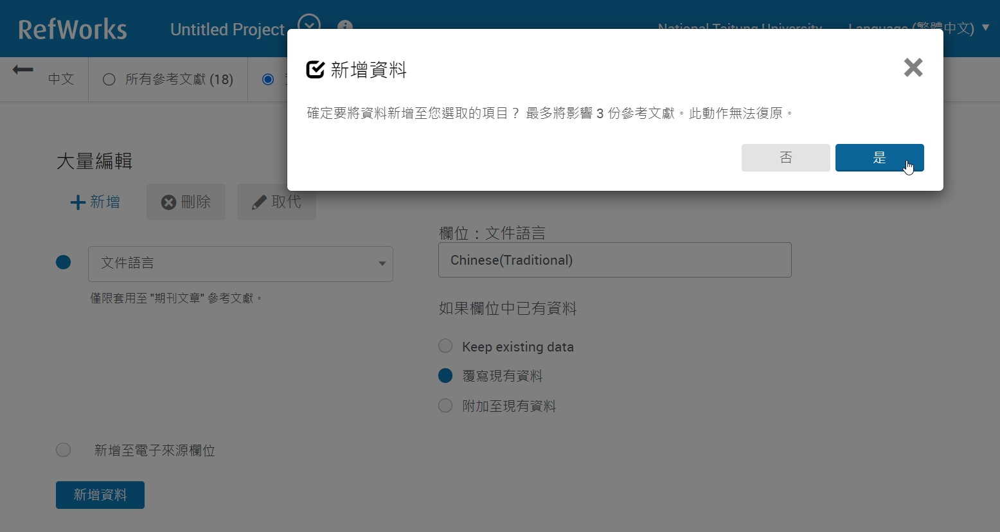 RefWorks
Untitled Project
National Taitung University
Language (繁體中文)
中文
所有參考文獻 (18)
新增資料
確定要將資料新增至您選取的項目？ 最多將影響 3 份參考文獻。此動作無法復原。
否
是
大量編輯
新增
刪除
取代
文件語言
僅限套用至 "期刊文章" 參考文獻。
欄位：文件語言
Chinese(Traditional)
如果欄位中已有資料
Keep existing data
覆寫現有資料
附加至現有資料
新增至電子來源欄位
新增資料